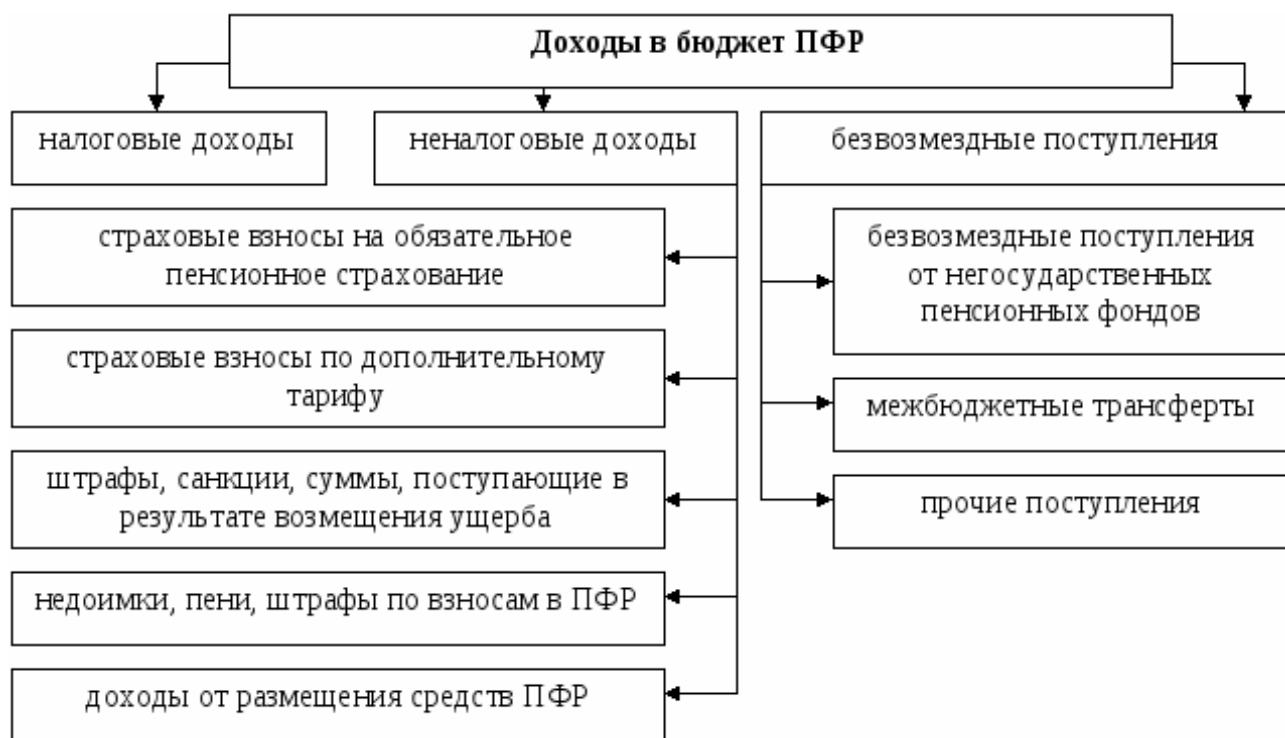 Доходы в бюджет ПФР
налоговые доходы
неналоговые доходы
безвозмездные поступления
страховые взносы на обязательное
пенсионное страхование
страховые взносы по дополнительному
тарифу
штрафы, санкции, суммы, поступающие в
результате возмещения ущерба
недоимки, пени, штрафы по взносам в ПФР
доходы от размещения средств ПФР
безвозмездные поступления
от негосударственных
пенсионных фондов
межбюджетные трансферты
прочие поступления